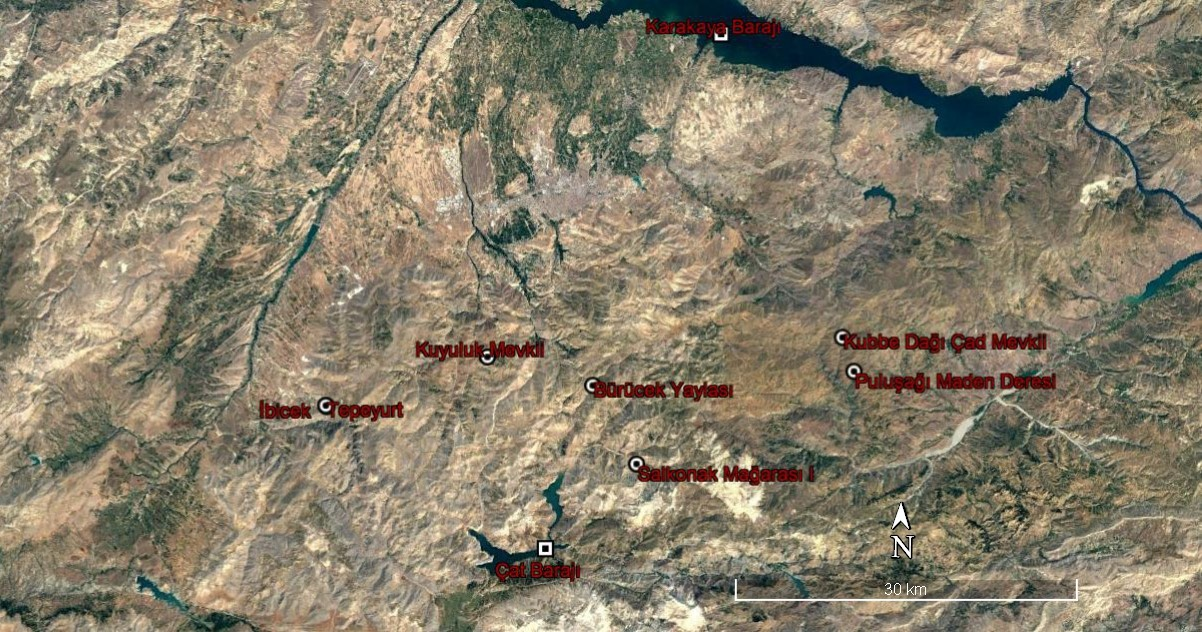 Karakaya Barajı
Kubbe Dağı Çad Mevkii
Kuyuluk Mevkii
Puluşağı Maden Deresi
Bürücek Yaylası
İbicek Tepeyurt
Salkonak Mağarası I
N
Çat Barajı
30 km